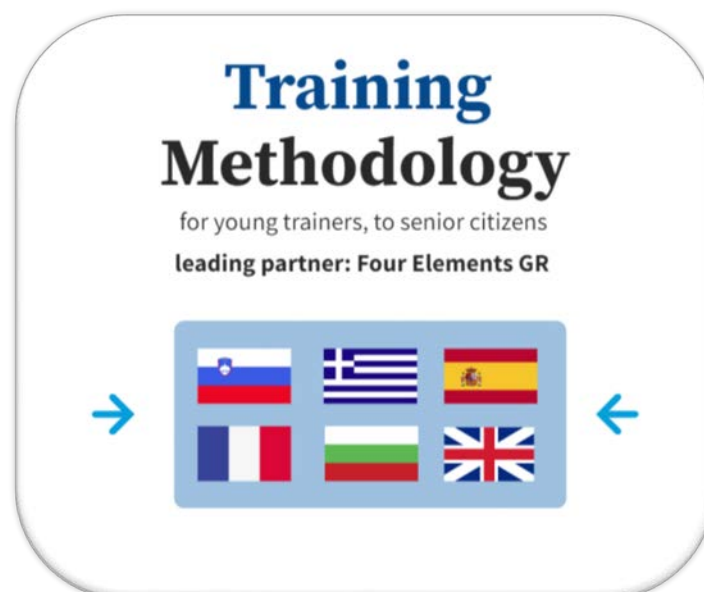 Training
Methodology
for young trainers, to senior citizens
leading partner: Four Elements GR